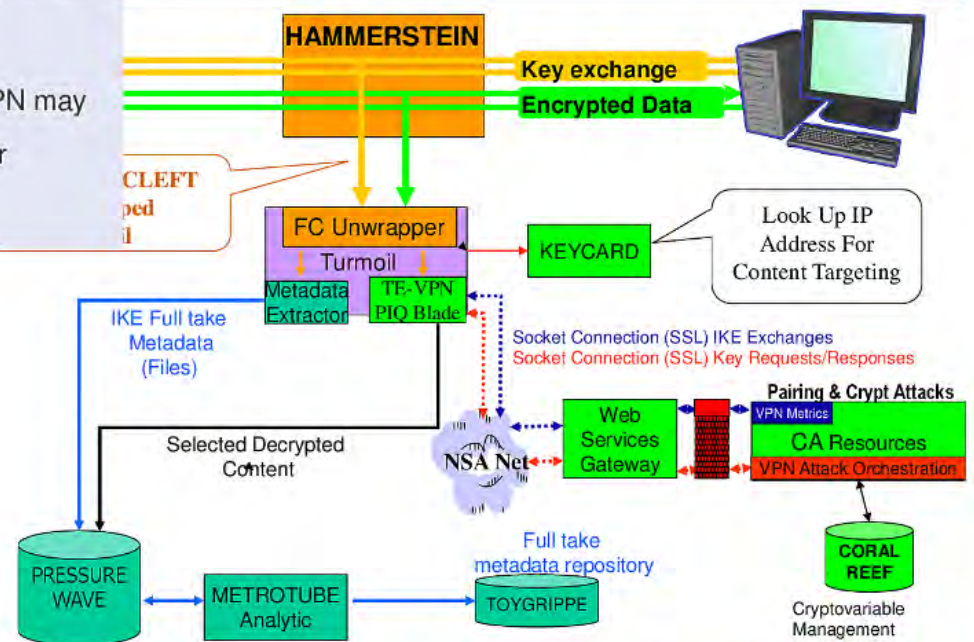 HAMMERSTEIN
Key exchange
PN may
Encrypted Data
r
CLEFT
ped
il
FC Unwrapper
Turmoil
KEYCARD
Look Up IP
Address For
Content Targeting
Metadata
Extractor
TE-VPN
PIQ Blade
IKE Full take
Metadata
(Files)
Socket Connection (SSL) IKE Exchanges
Socket Connection (SSL) Key Requests/Responses
Pairing & Crypt Attacks
VPN Metrics
CA Resources
VPN Attack Orchestration
Web
Services
Gateway
NSA Net
Selected Decrypted
Content
PRESSURE
WAVE
METROTUBE
Analytic
Full take
metadata repository
TOYGRIPPE
CORAL
REEF
Cryptovariable
Management